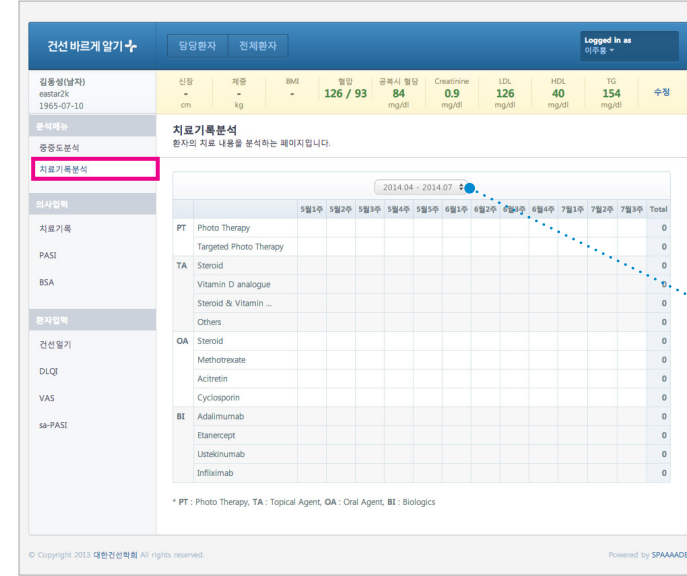 건선 바르게 알기
담당환자 전체환자
Logged in as
이주흥
김동성(남자)
eastar2k
1965-07-10
신장 체중 BMI 혈압 공복시 혈당 Creatinine LDL HDL TG
- - - 126 / 93 84 0.9 126 40 154 수정
cm kg mg/dl mg/dl mg/dl mg/dl mg/dl
분석메뉴
중증도분석
치료기록분석
의사입력
치료기록
PASI
BSA
환자입력
건선일기
DLQI
VAS
sa-PASI
치료기록분석
환자의 치료 내용을 분석하는 페이지입니다.
2014.04 - 2014.07
5월1주 5월2주 5월3주 5월4주 5월5주 6월1주 6월2주 6월3주 6월4주 7월1주 7월2주 7월3주 Total
PT Photo Therapy 0
Targeted Photo Therapy 0
TA Steroid 0
Vitamin D analogue 0
Steroid & Vitamin ... 0
Others 0
OA Steroid 0
Methotrexate 0
Acitretin 0
Cyclosporin 0
BI Adalimumab 0
Etanercept 0
Ustekinumab 0
Infliximab 0
* PT : Photo Therapy, TA : Topical Agent, OA : Oral Agent, BI : Biologics
© Copyright 2013 대한건선학회 All rights reserved.
Powered by SPAAAADE